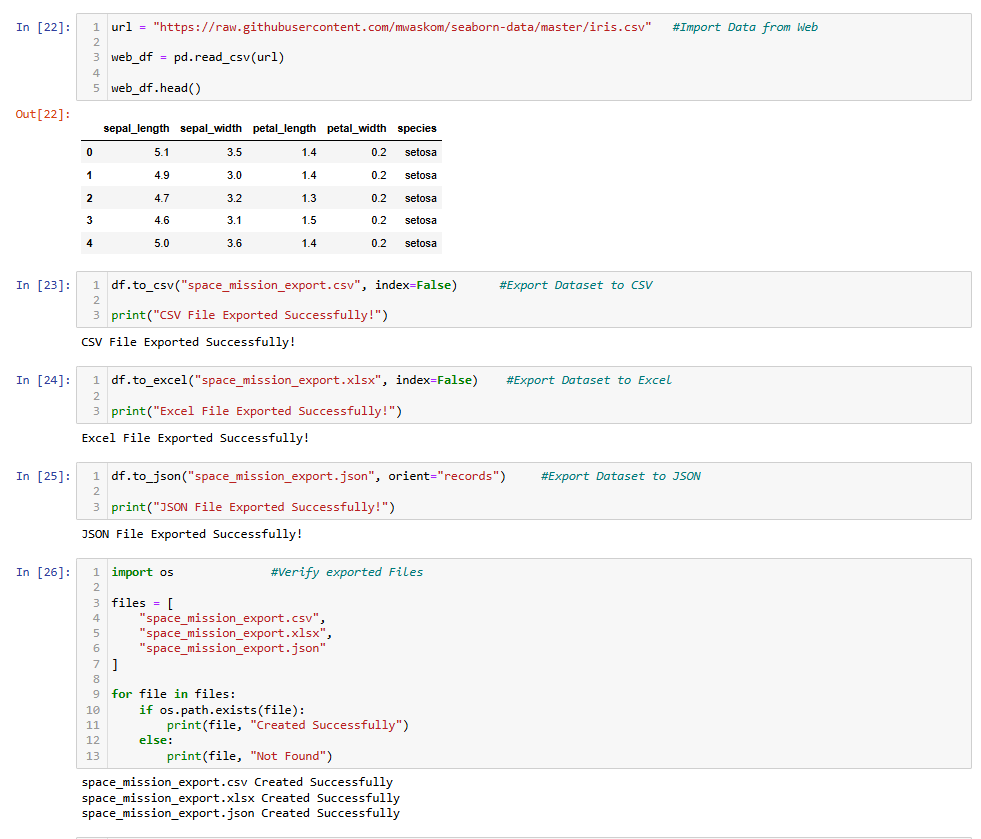 In [22]: 1 url = "https://raw.githubusercontent.com/mwaskom/seaborn-data/master/iris.csv" #Import Data from Web
2
3 web_df = pd.read_csv(url)
4
5 web_df.head()
Out[22]:
sepal_length sepal_width petal_length petal_width species
0 5.1 3.5 1.4 0.2 setosa
1 4.9 3.0 1.4 0.2 setosa
2 4.7 3.2 1.3 0.2 setosa
3 4.6 3.1 1.5 0.2 setosa
4 5.0 3.6 1.4 0.2 setosa
In [23]: 1 df.to_csv("space_mission_export.csv", index=False) #Export Dataset to CSV
2
3 print("CSV File Exported Successfully!")
CSV File Exported Successfully!
In [24]: 1 df.to_excel("space_mission_export.xlsx", index=False) #Export Dataset to Excel
2
3 print("Excel File Exported Successfully!")
Excel File Exported Successfully!
In [25]: 1 df.to_json("space_mission_export.json", orient="records") #Export Dataset to JSON
2
3 print("JSON File Exported Successfully!")
JSON File Exported Successfully!
In [26]: 1 import os #Verify exported Files
2
3 files = [
4 "space_mission_export.csv",
5 "space_mission_export.xlsx",
6 "space_mission_export.json"
7 ]
8
9 for file in files:
10 if os.path.exists(file):
11 print(file, "Created Successfully")
12 else:
13 print(file, "Not Found")
space_mission_export.csv Created Successfully
space_mission_export.xlsx Created Successfully
space_mission_export.json Created Successfully